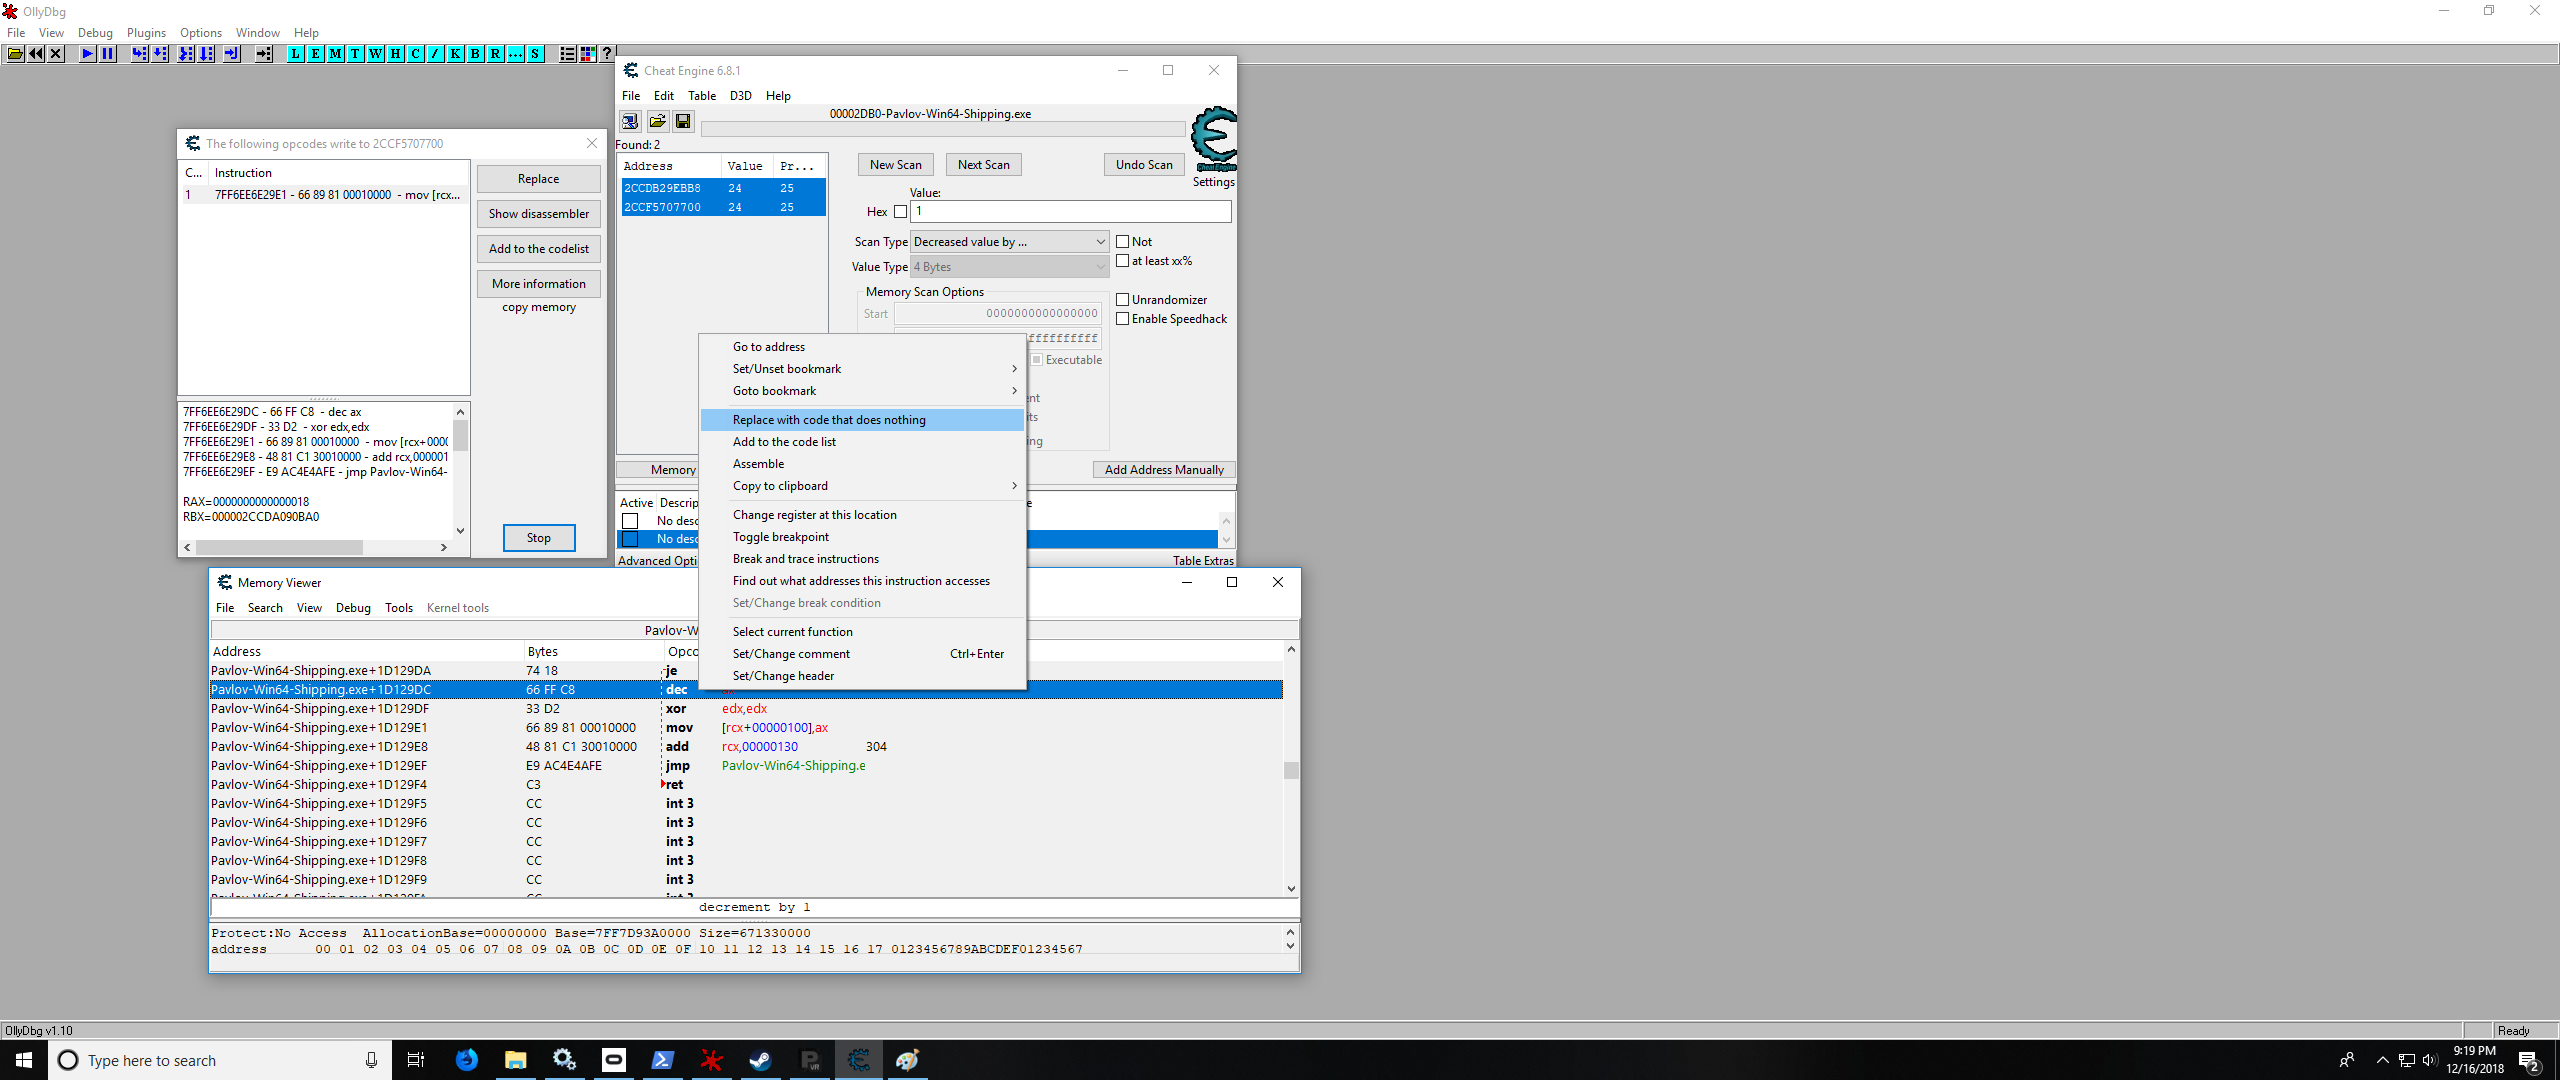 OllyDbg
File View Debug Plugins Options Window Help
L E M T W H C / K B R ... S ?
The following opcodes write to 2CCF5707700
C... Instruction
1 7FF6EE6E29E1 - 66 89 81 00010000 - mov [rcx...
Replace
Show disassembler
Add to the codelist
More information
copy memory
7FF6EE6E29DC - 66 FF C8 - dec ax
7FF6EE6E29DF - 33 D2 - xor edx,edx
7FF6EE6E29E1 - 66 89 81 00010000 - mov [rcx+000
7FF6EE6E29E8 - 48 81 C1 30010000 - add rcx,000001
7FF6EE6E29EF - E9 AC4E4AFE - jmp Pavlov-Win64-
RAX=0000000000000018
RBX=000002CCDA090BA0
Stop
Cheat Engine 6.8.1
File Edit Table D3D Help
00002DB0-Pavlov-Win64-Shipping.exe
Found: 2
Address Value Pr...
2CCDB29EBB8 24 25
2CCF5707700 24 25
New Scan Next Scan Undo Scan
Cheat Engine
Settings
Value:
Hex 1
Scan Type Decreased value by ... Not
Value Type 4 Bytes at least xx%
Memory Scan Options
Start 0000000000000000
Unrandomizer
Enable Speedhack
ffffffffff
Executable
ent
its
ing
Memory
Add Address Manually
Active Descrip e
No desc
No desc
Advanced Opti Table Extras
Go to address
Set/Unset bookmark
Goto bookmark
Replace with code that does nothing
Add to the code list
Assemble
Copy to clipboard
Change register at this location
Toggle breakpoint
Break and trace instructions
Find out what addresses this instruction accesses
Set/Change break condition
Select current function
Set/Change comment Ctrl+Enter
Set/Change header
Memory Viewer
File Search View Debug Tools Kernel tools
Pavlov-W
Address Bytes Opco
Pavlov-Win64-Shipping.exe+1D129DA 74 18 je
Pavlov-Win64-Shipping.exe+1D129DC 66 FF C8 dec
Pavlov-Win64-Shipping.exe+1D129DF 33 D2 xor edx,edx
Pavlov-Win64-Shipping.exe+1D129E1 66 89 81 00010000 mov [rcx+00000100],ax
Pavlov-Win64-Shipping.exe+1D129E8 48 81 C1 30010000 add rcx,00000130 304
Pavlov-Win64-Shipping.exe+1D129EF E9 AC4E4AFE jmp Pavlov-Win64-Shipping.e
Pavlov-Win64-Shipping.exe+1D129F4 C3 ret
Pavlov-Win64-Shipping.exe+1D129F5 CC int 3
Pavlov-Win64-Shipping.exe+1D129F6 CC int 3
Pavlov-Win64-Shipping.exe+1D129F7 CC int 3
Pavlov-Win64-Shipping.exe+1D129F8 CC int 3
Pavlov-Win64-Shipping.exe+1D129F9 CC int 3
Pavlov-Win64-Shipping.exe+1D129FA CC int 3
decrement by 1
Protect:No Access AllocationBase=00000000 Base=7FF7D93A0000 Size=671330000
address 00 01 02 03 04 05 06 07 08 09 0A 0B 0C 0D 0E 0F 10 11 12 13 14 15 16 17 0123456789ABCDEF01234567
OllyDbg v1.10 Ready
Type here to search
VR
9:19 PM
12/16/2018
2